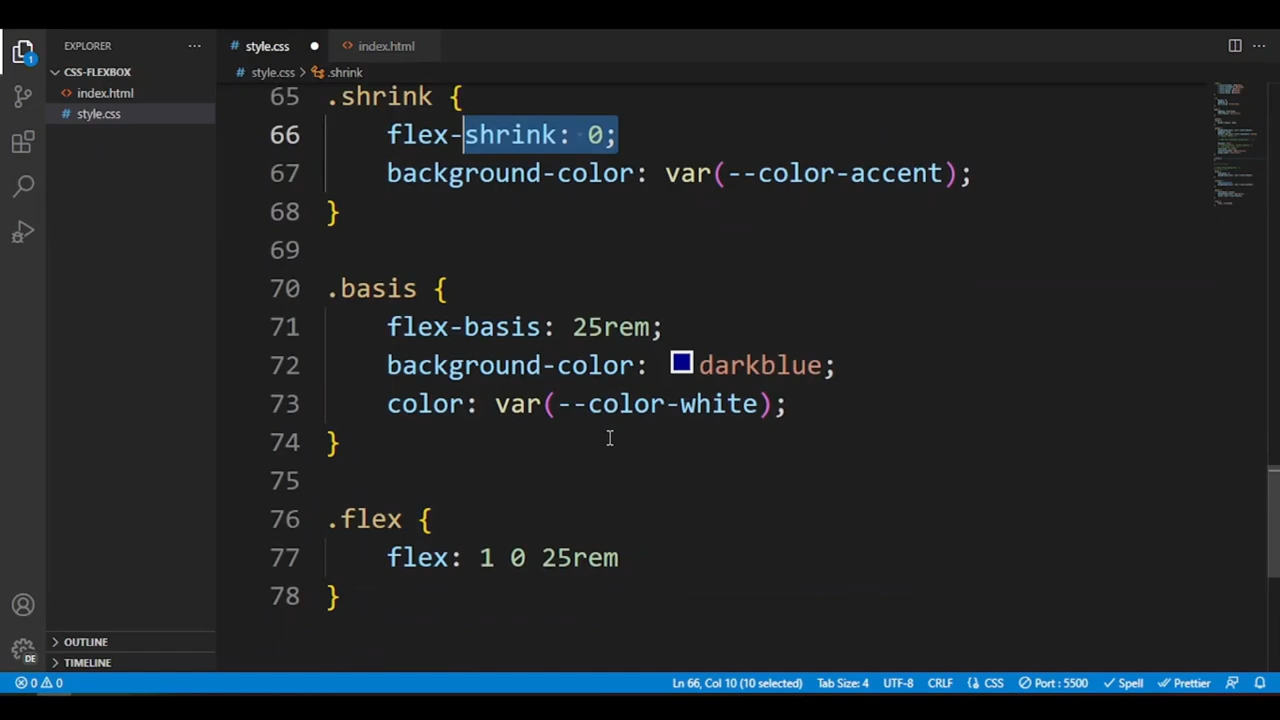 EXPLORER
CSS-FLEXBOX
index.html
style.css
OUTLINE
TIMELINE
1
DE
style.css
index.html
style.css > .shrink
65 .shrink {
66 flex-shrink: 0;
67 background-color: var(--color-accent);
68 }
69
70 .basis {
71 flex-basis: 25rem;
72 background-color: darkblue;
73 color: var(--color-white);
74 }
75
76 .flex {
77 flex: 1 0 25rem
78 }
0 0 Ln 66, Col 10 (10 selected) Tab Size: 4 UTF-8 CRLF CSS Port : 5500 Spell Prettier